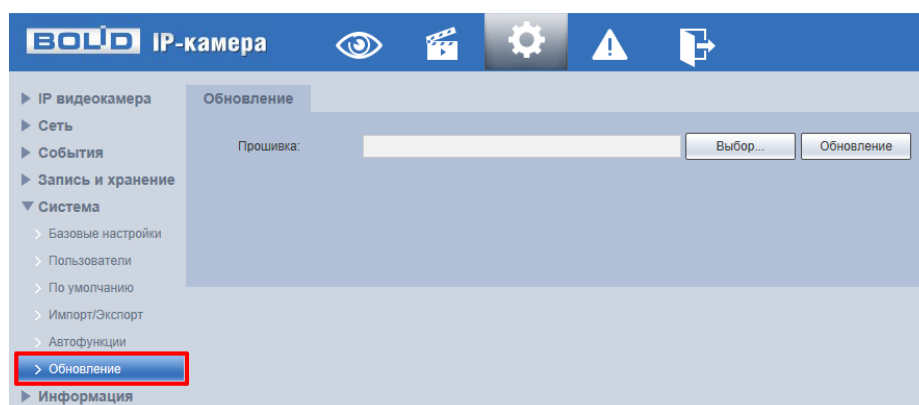 BOLID IP-камера
IP видеокамера
Сеть
События
Запись и хранение
Система
Базовые настройки
Пользователи
По умолчанию
Импорт/Экспорт
Автофункции
Обновление
Информация
Обновление
Прошивка: Выбор... Обновление